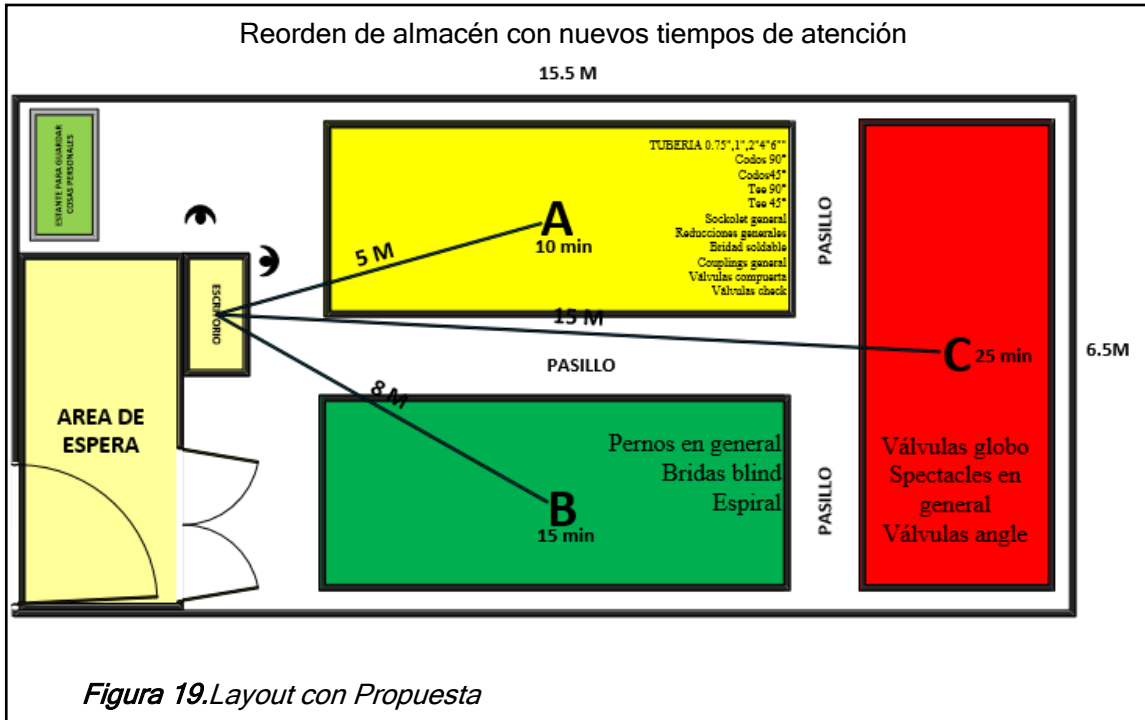 Reorden de almacén con nuevos tiempos de atención
15.5 M
ESTANTE PARA GUARDAR
COSAS PERSONALES
TUBERIA 0.75",1",2"4"6""
Codos 90°
Codos45°
Tee 90°
Tee 45°
Sockolet general
Reducciones generales
Bridad soldable
Couplings general
Válvulas compuerta
Válvulas check
A
10 min
PASILLO
5 M
ESCRITORIO
15 M
C 25 min
6.5M
PASILLO
8 M
AREA DE
ESPERA
Pernos en general
Bridas blind
Espiral
B
15 min
PASILLO
Válvulas globo
Spectacles en
general
Válvulas angle
Figura 19.Layout con Propuesta